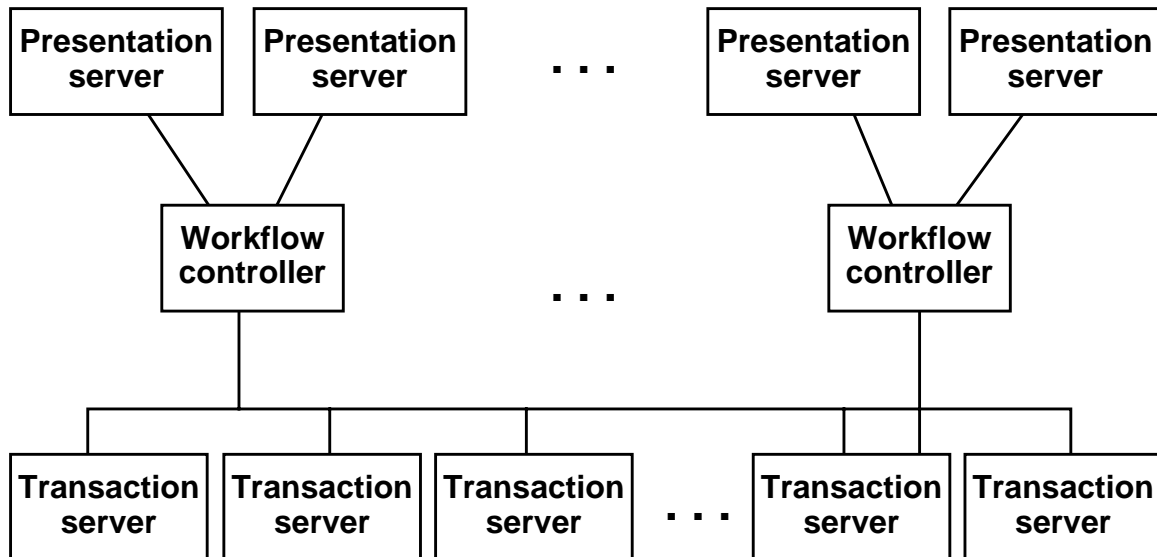 Presentation
server
Presentation
server
. . .
Presentation
server
Presentation
server
Workflow
controller
. . .
Workflow
controller
Transaction
server
Transaction
server
Transaction
server
. . .
Transaction
server
Transaction
server